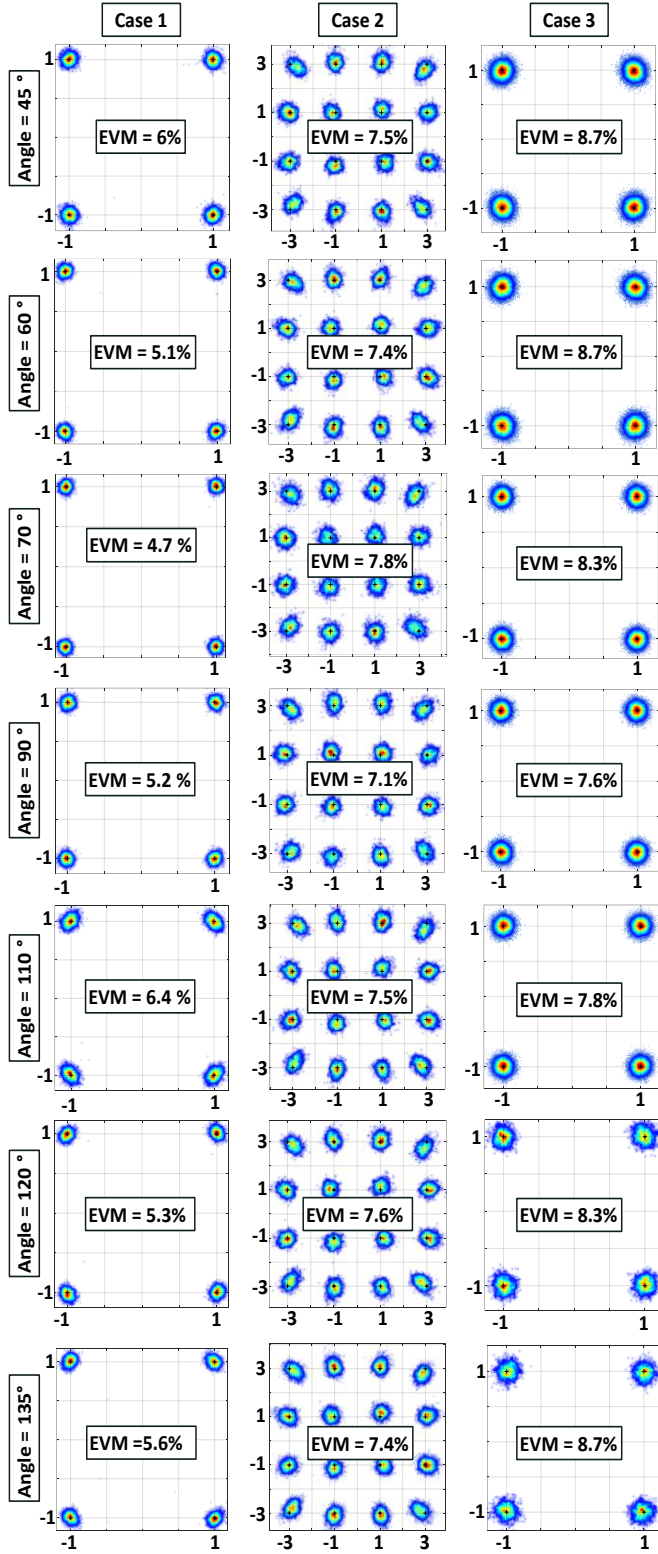 Case 1 Case 2 Case 3
Angle = 45 °
1 3 1
EVM = 6% 1 EVM = 7.5% EVM = 8.7%
-1
-1 -3 -1
-1 1 -3 -1 1 3 -1 1
Angle = 60 °
1 3 1
EVM = 5.1% 1 EVM = 7.4% EVM = 8.7%
-1
-1 -3 -1
-1 1 -3 -1 1 3 -1 1
Angle = 70 °
1 3 1
EVM = 4.7 % 1 EVM = 7.8% EVM = 8.3%
-1
-1 -3 -1
-1 1 -3 -1 1 3 -1 1
Angle = 90 °
1 3 1
EVM = 5.2 % 1 EVM = 7.1% EVM = 7.6%
-1
-1 -3 -1
-1 1 -3 -1 1 3 -1 1
Angle = 110 °
1 3 1
EVM = 6.4 % 1 EVM = 7.5% EVM = 7.8%
-1
-1 -3 -1
-1 1 -3 -1 1 3 -1 1
Angle = 120 °
1 3 1
EVM = 5.3% 1 EVM = 7.6% EVM = 8.3%
-1
-1 -3 -1
-1 1 -3 -1 1 3 -1 1
Angle = 135°
1 3 1
EVM =5.6% 1 EVM = 7.4% EVM = 8.7%
-1
-1 -3 -1
-1 1 -3 -1 1 3 -1 1